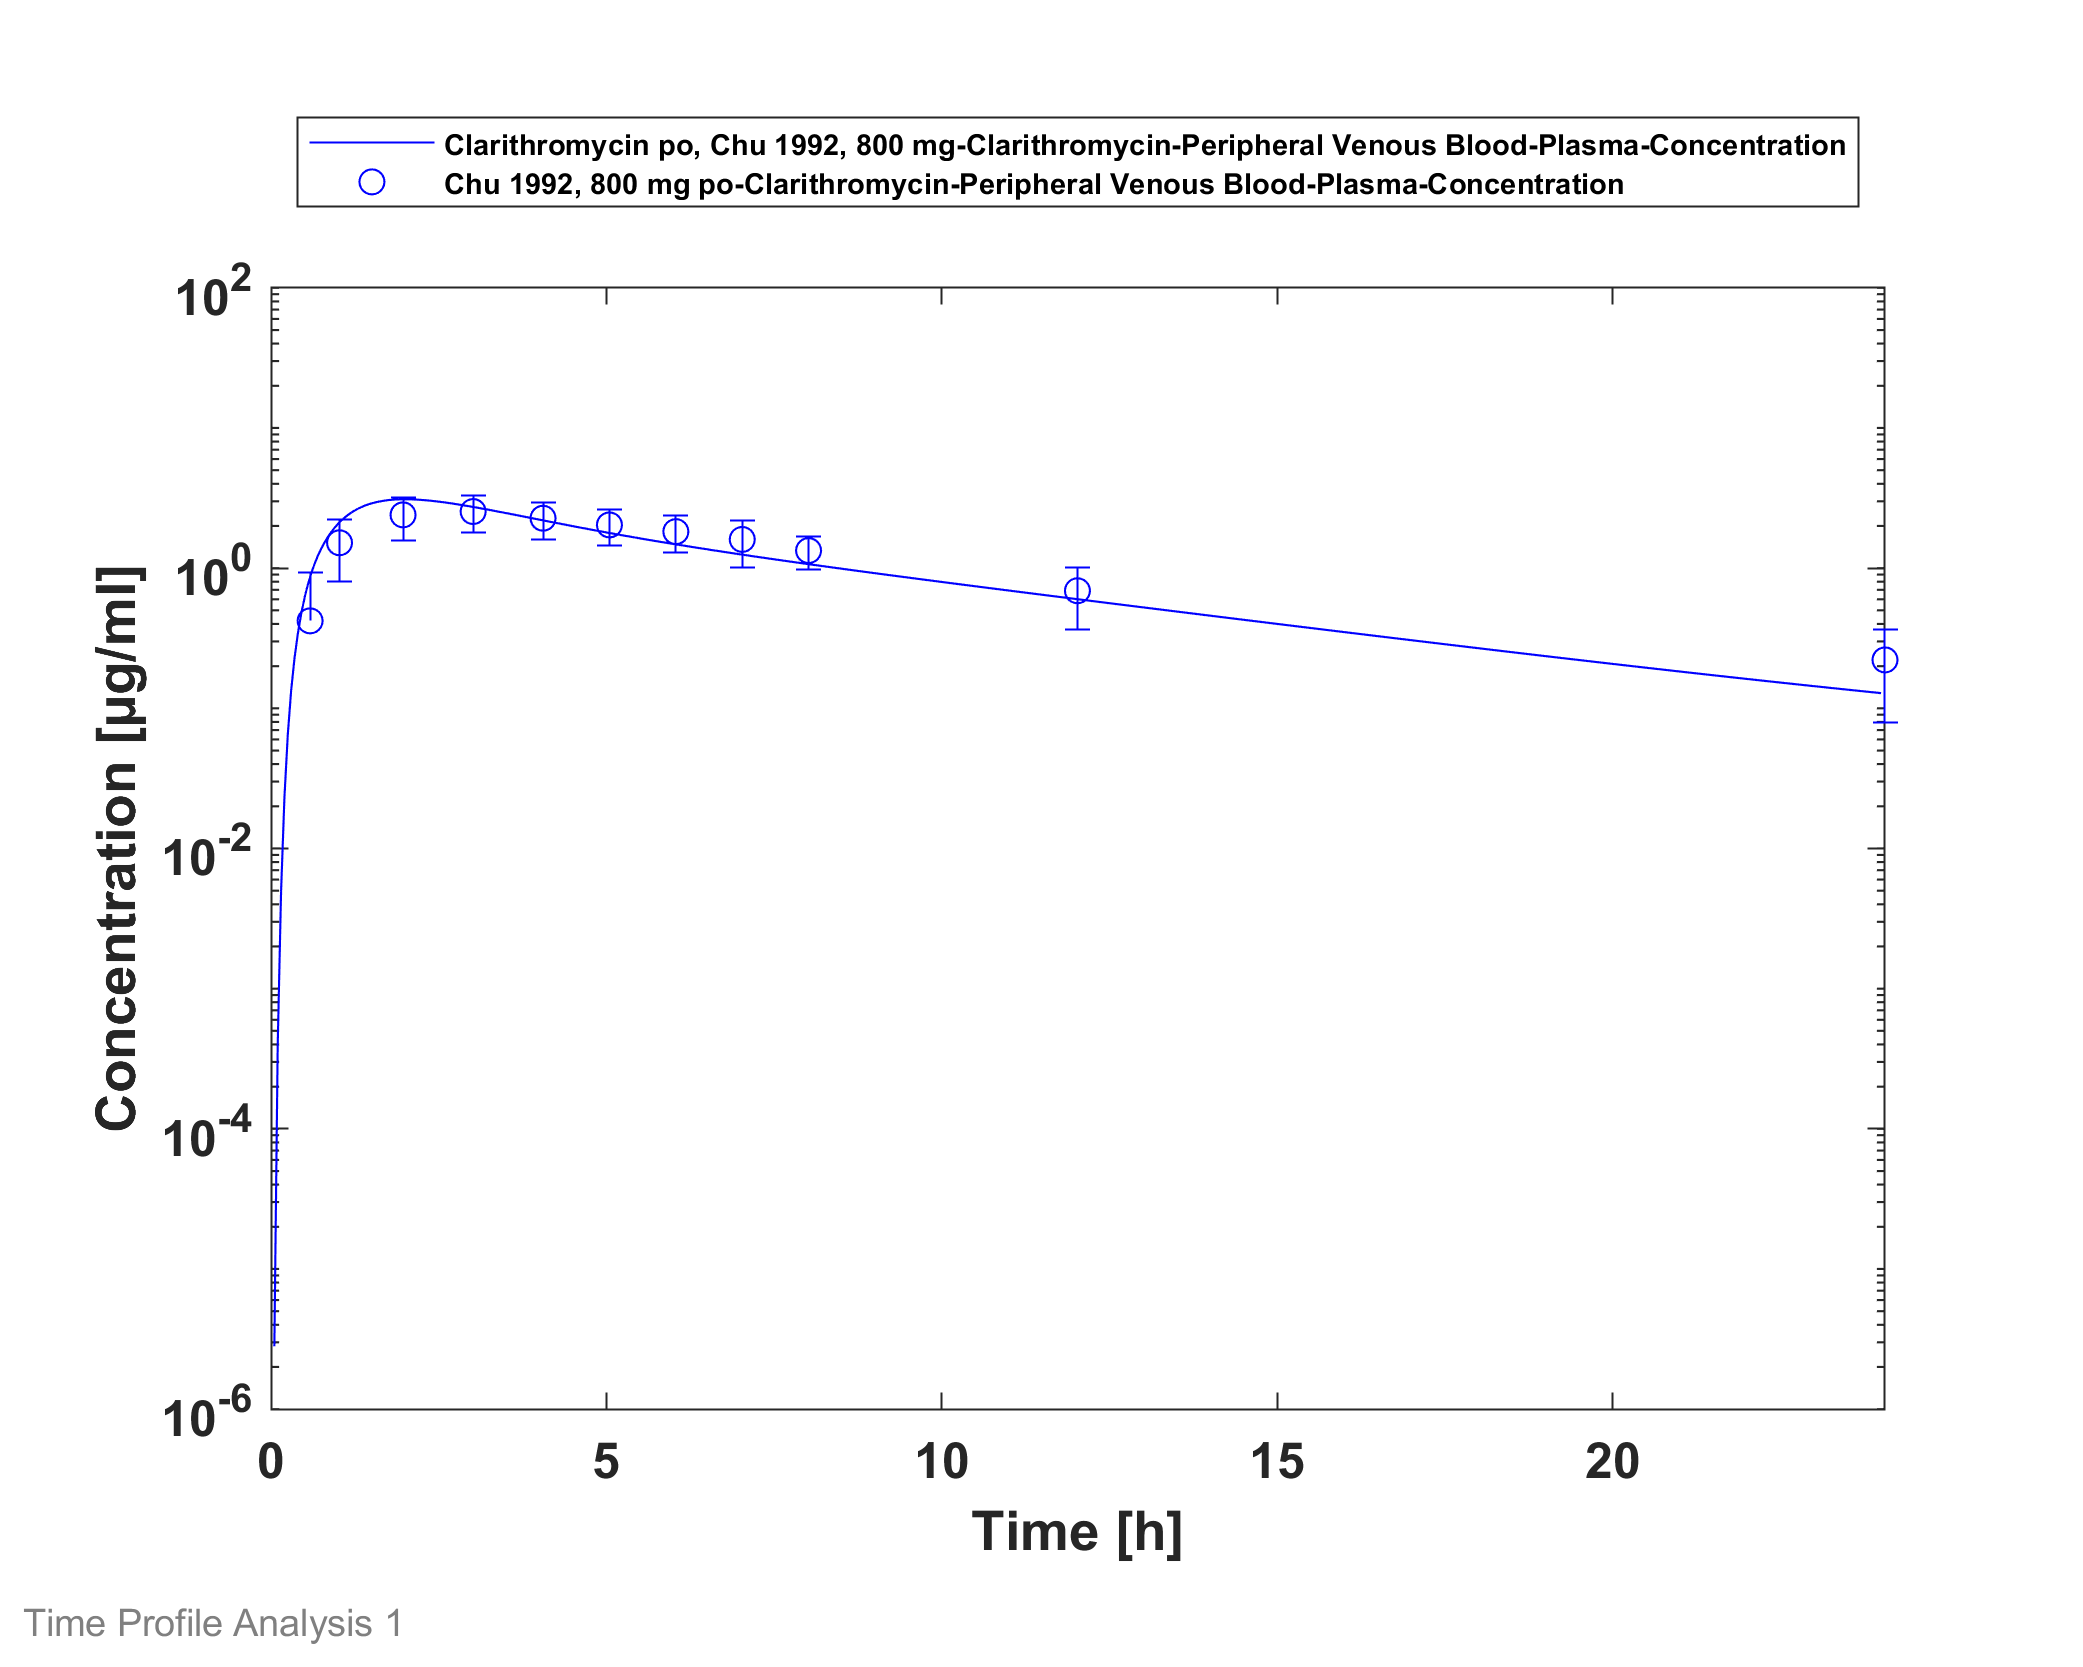 Clarithromycin po, Chu 1992, 800 mg-Clarithromycin-Peripheral Venous Blood-Plasma-Concentration
Chu 1992, 800 mg po-Clarithromycin-Peripheral Venous Blood-Plasma-Concentration
10^2
10^0
10^-2
10^-4
10^-6
Concentration [µg/ml]
0 5 10 15 20
Time [h]
Time Profile Analysis 1